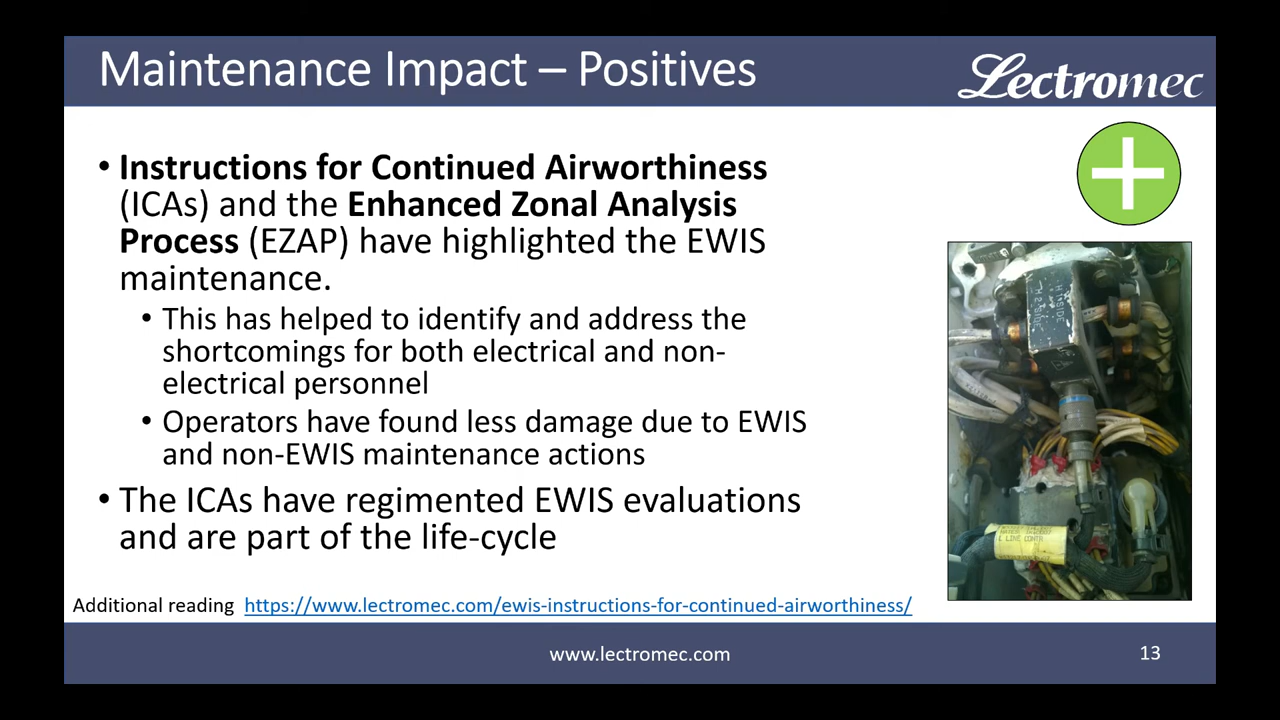 Maintenance Impact – Positives
Lectromec
• Instructions for Continued Airworthiness
(ICAs) and the Enhanced Zonal Analysis
Process (EZAP) have highlighted the EWIS
maintenance.
• This has helped to identify and address the
shortcomings for both electrical and non-
electrical personnel
• Operators have found less damage due to EWIS
and non-EWIS maintenance actions
• The ICAs have regimented EWIS evaluations
and are part of the life-cycle
INSIDE
L LINE CONTR
Additional reading https://www.lectromec.com/ewis-instructions-for-continued-airworthiness/
www.lectromec.com
13